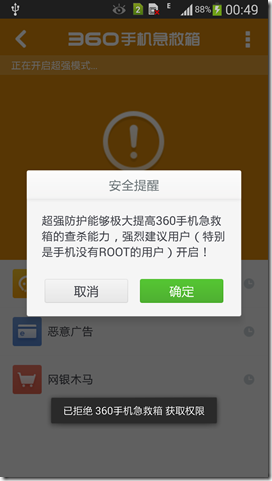 2 E 88% 00:49
360手机急救箱
正在开启超强模式...
安全提醒
超强防护能够极大提高360手机急救
箱的查杀能力，强烈建议用户（特别
是手机没有ROOT的用户）开启！
取消 确定
恶意广告
网银木马
已拒绝 360手机急救箱 获取权限